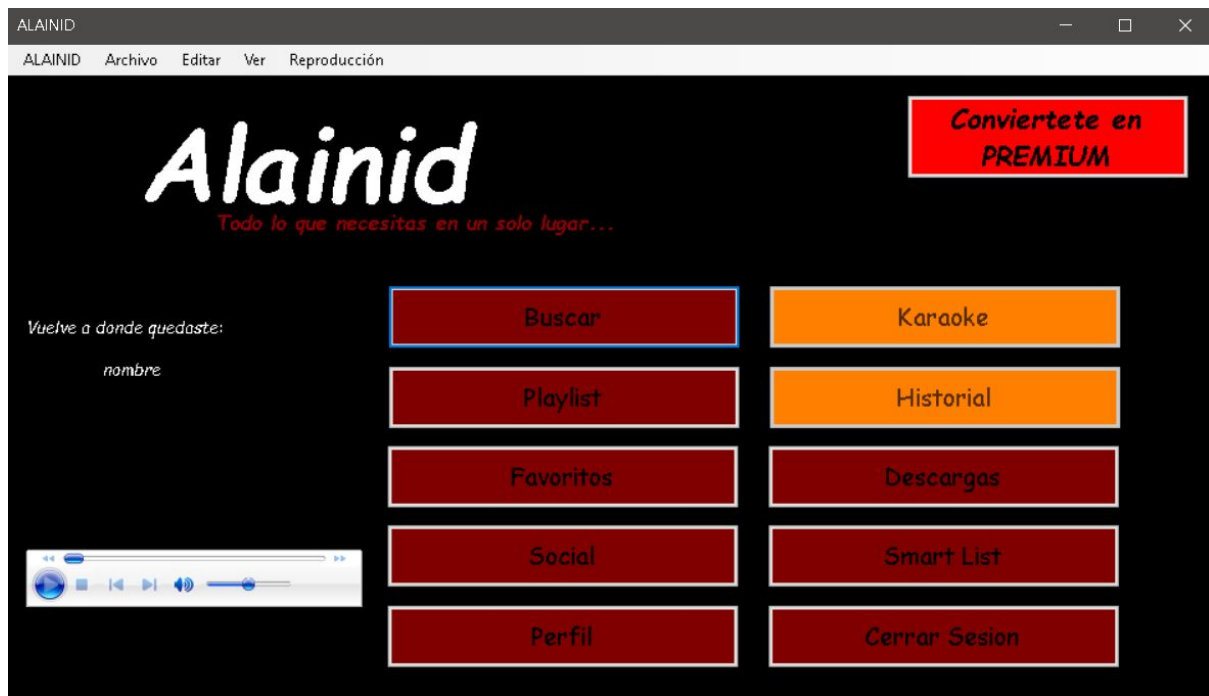 ALAINID
ALAINID Archivo Editar Ver Reproducción
Alainid
Todo lo que necesitas en un solo lugar...
Conviertete en
PREMIUM
Vuelve a donde quedaste:
nombre
Buscar
Karaoke
Playlist
Historial
Favoritos
Descargas
Social
Smart List
Perfil
Cerrar Sesion